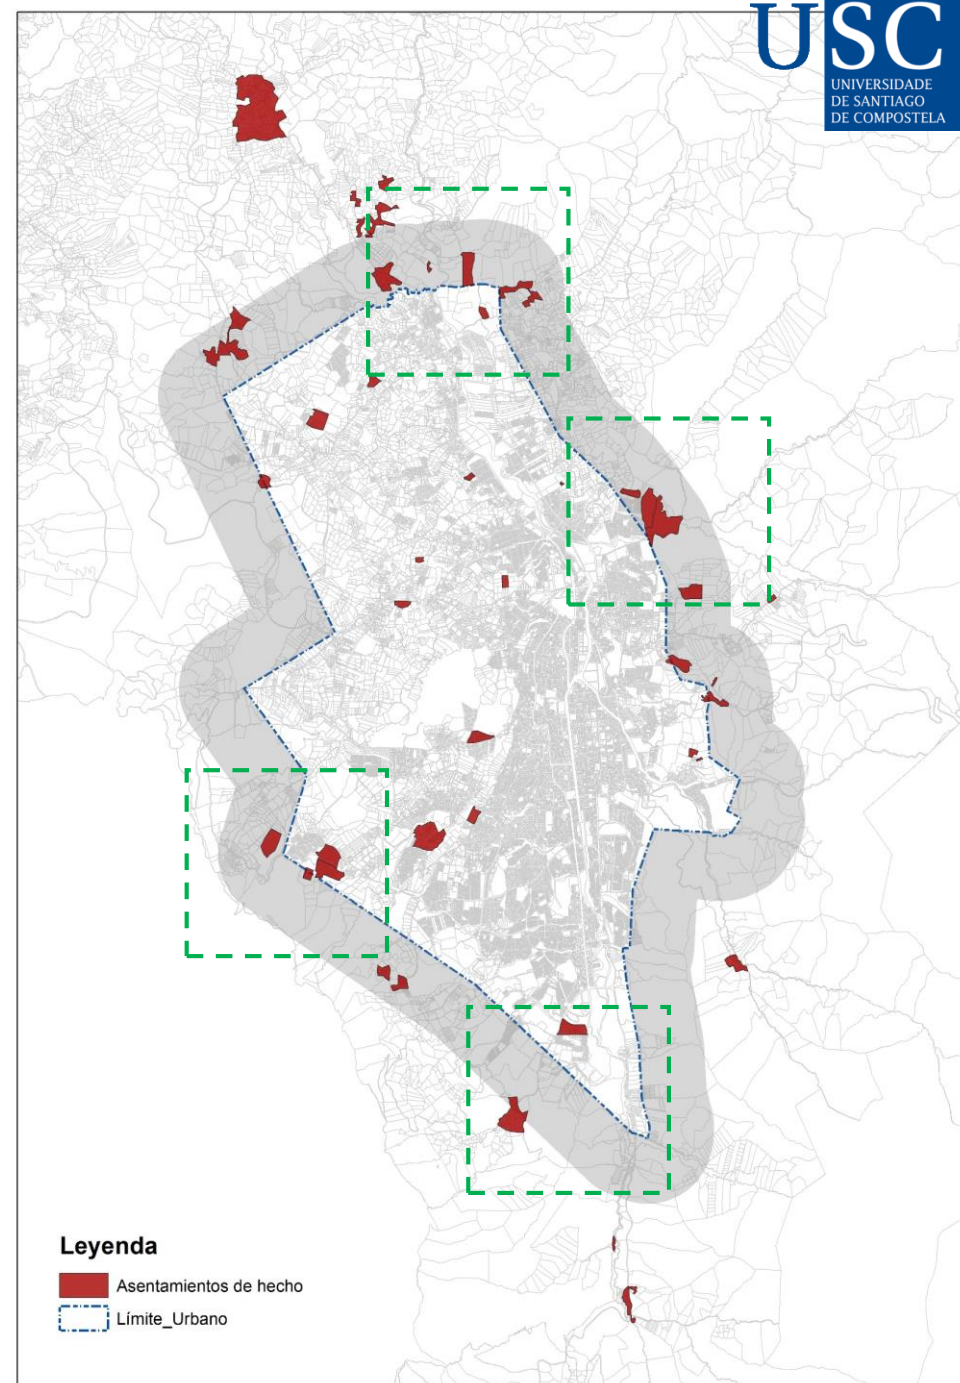 USC
UNIVERSIDADE
DE SANTIAGO
DE COMPOSTELA
Leyenda
Asentamientos de hecho
Límite_Urbano